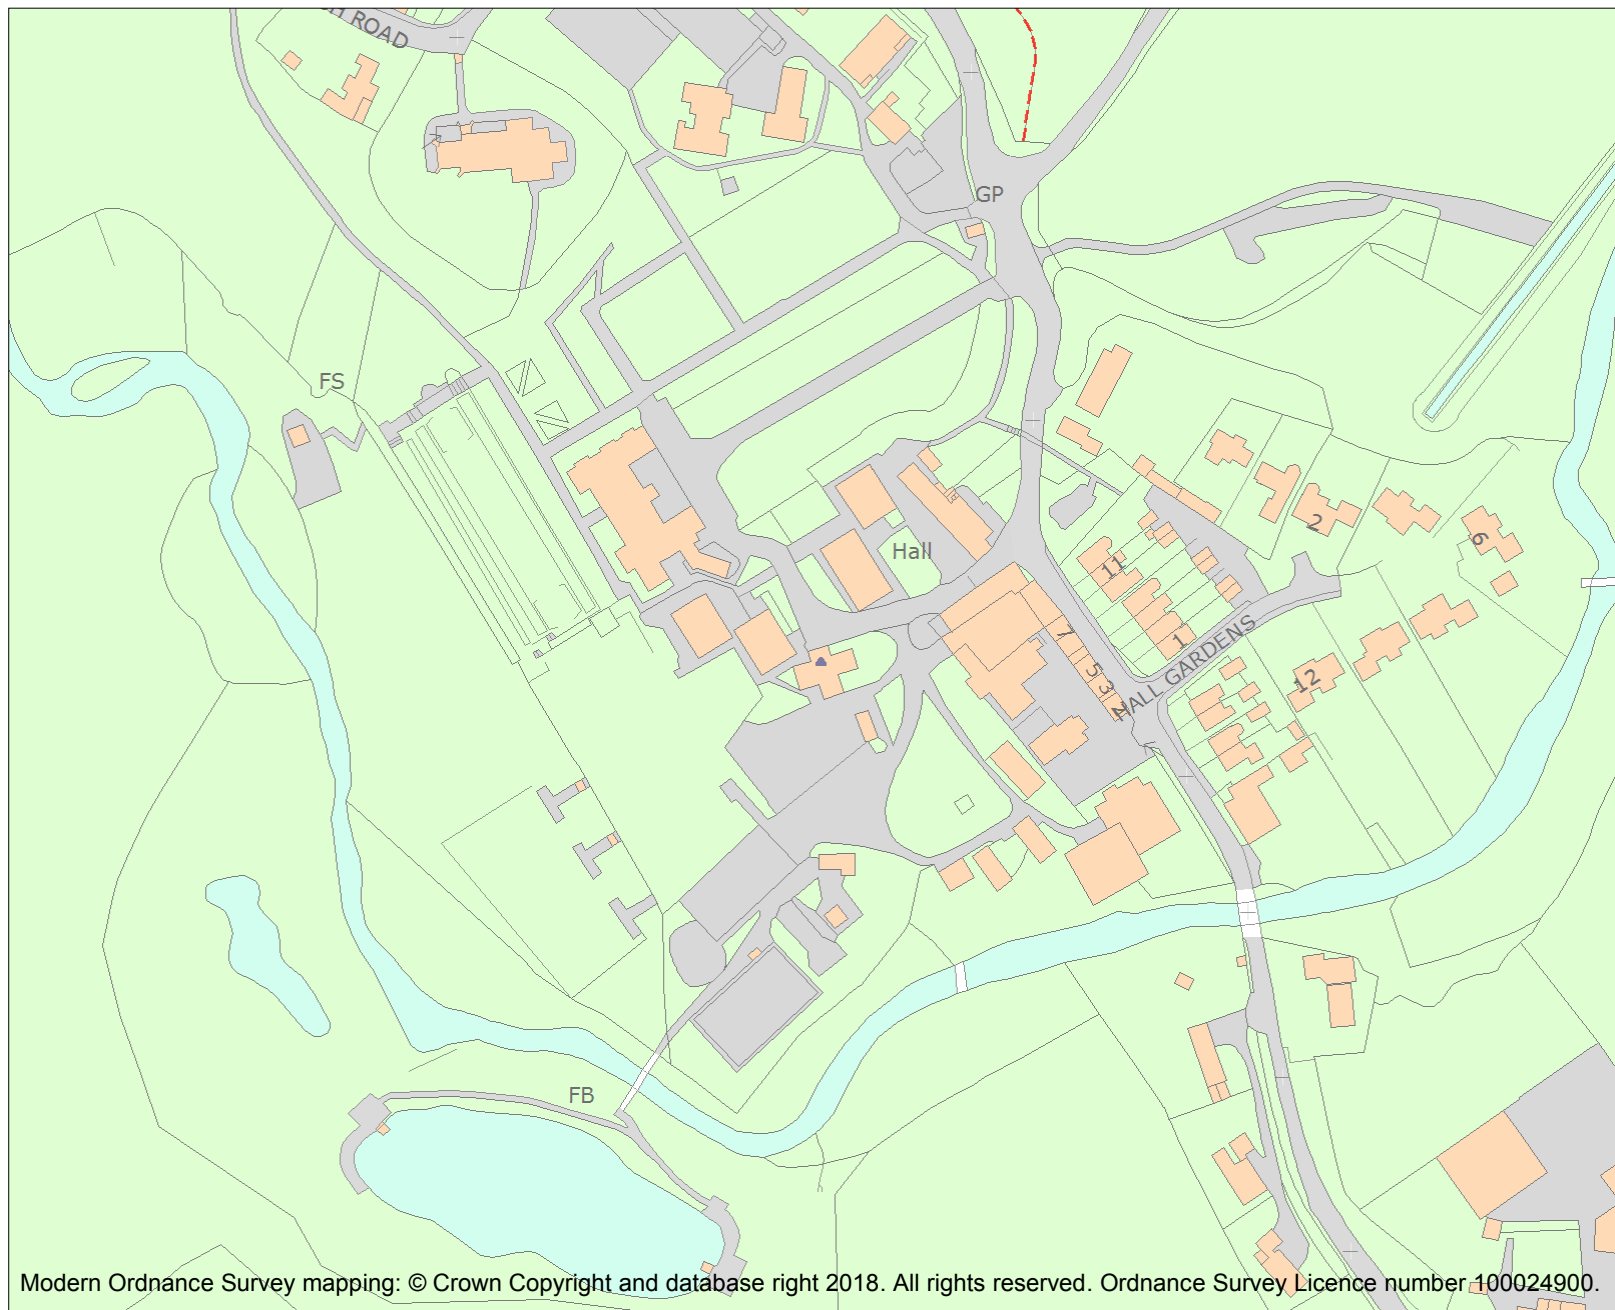 H ROAD
GP
FS
Hall
2
6
11
1
7
5
3
2
HALL GARDENS
12
FB
Modern Ordnance Survey mapping: © Crown Copyright and database right 2018. All rights reserved. Ordnance Survey Licence number 100024900.